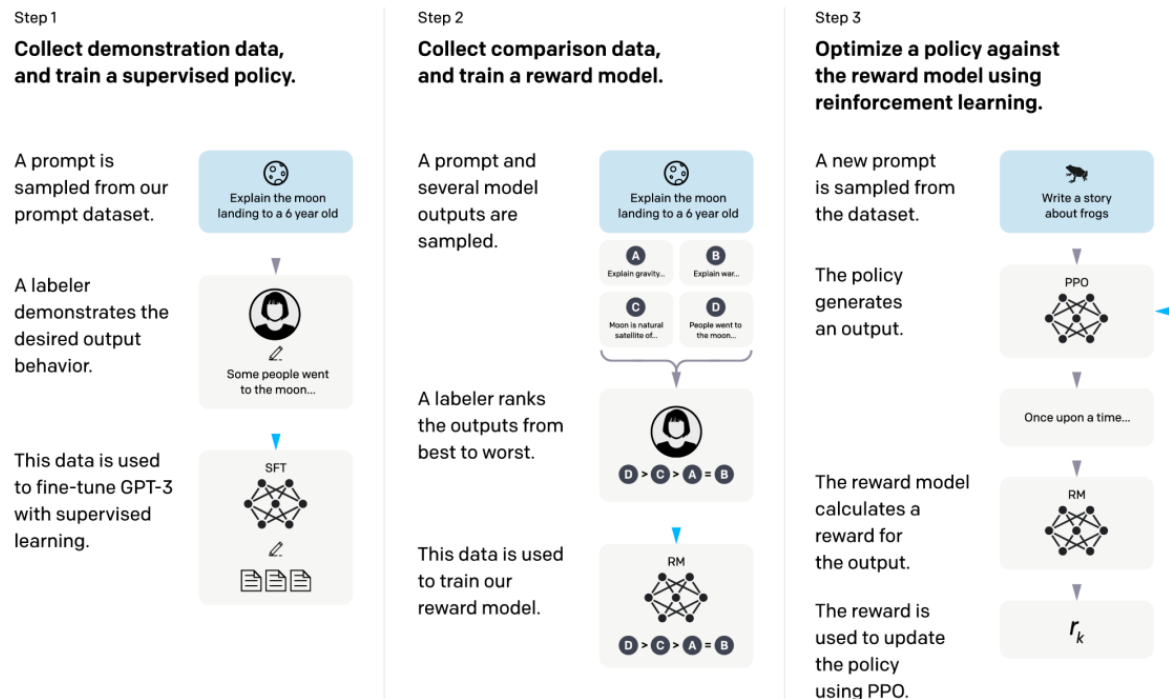 Step 1
Collect demonstration data,
and train a supervised policy.
A prompt is
sampled from our
prompt dataset.
Explain the moon
landing to a 6 year old
A labeler
demonstrates the
desired output
behavior.
Some people went
to the moon...
This data is used
to fine-tune GPT-3
with supervised
learning.
SFT
Step 2
Collect comparison data,
and train a reward model.
A prompt and
several model
outputs are
sampled.
Explain the moon
landing to a 6 year old
A
Explain gravity...
B
Explain war...
C
Moon is natural
satellite of...
D
People went to
the moon...
A labeler ranks
the outputs from
best to worst.
D > C > A = B
This data is used
to train our
reward model.
RM
D > C > A = B
Step 3
Optimize a policy against
the reward model using
reinforcement learning.
A new prompt
is sampled from
the dataset.
Write a story
about frogs
The policy
generates
an output.
PPO
Once upon a time...
The reward model
calculates a
reward for
the output.
RM
The reward is
used to update
the policy
using PPO.
rₖ